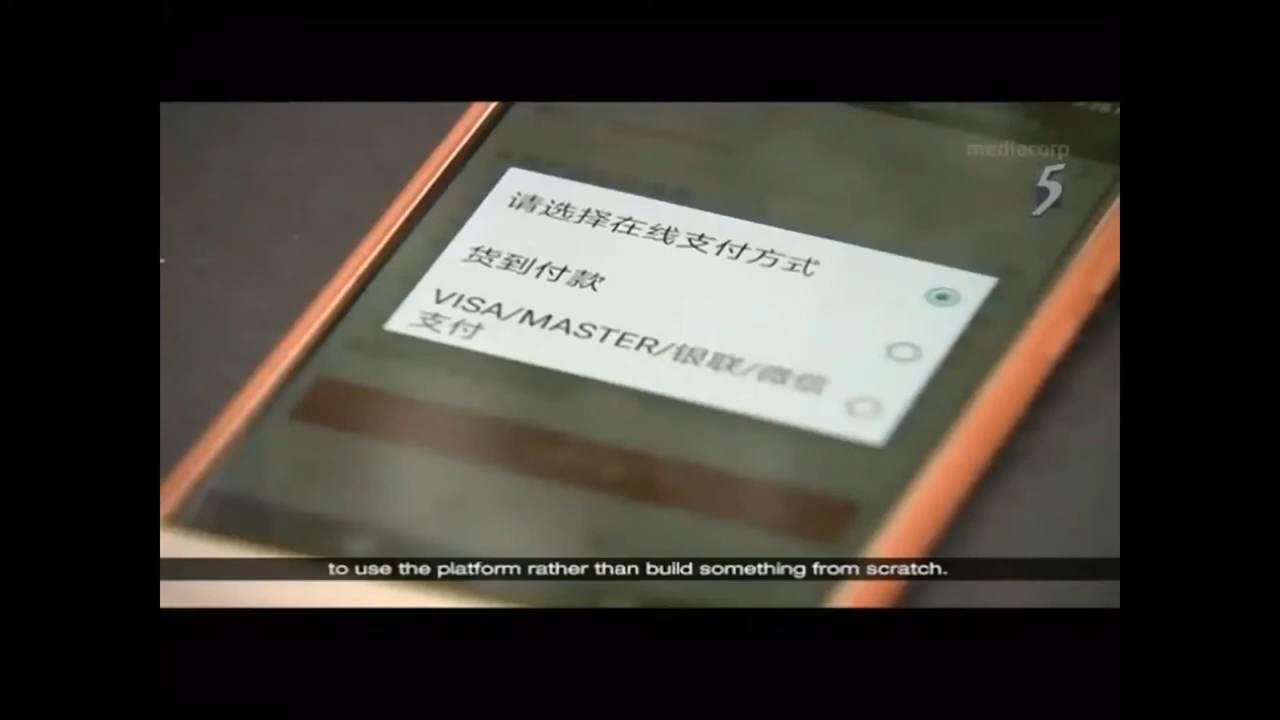 mediacorp
5
请选择在线支付方式
货到付款
VISA/MASTER/银联/微信
支付
to use the platform rather than build something from scratch.